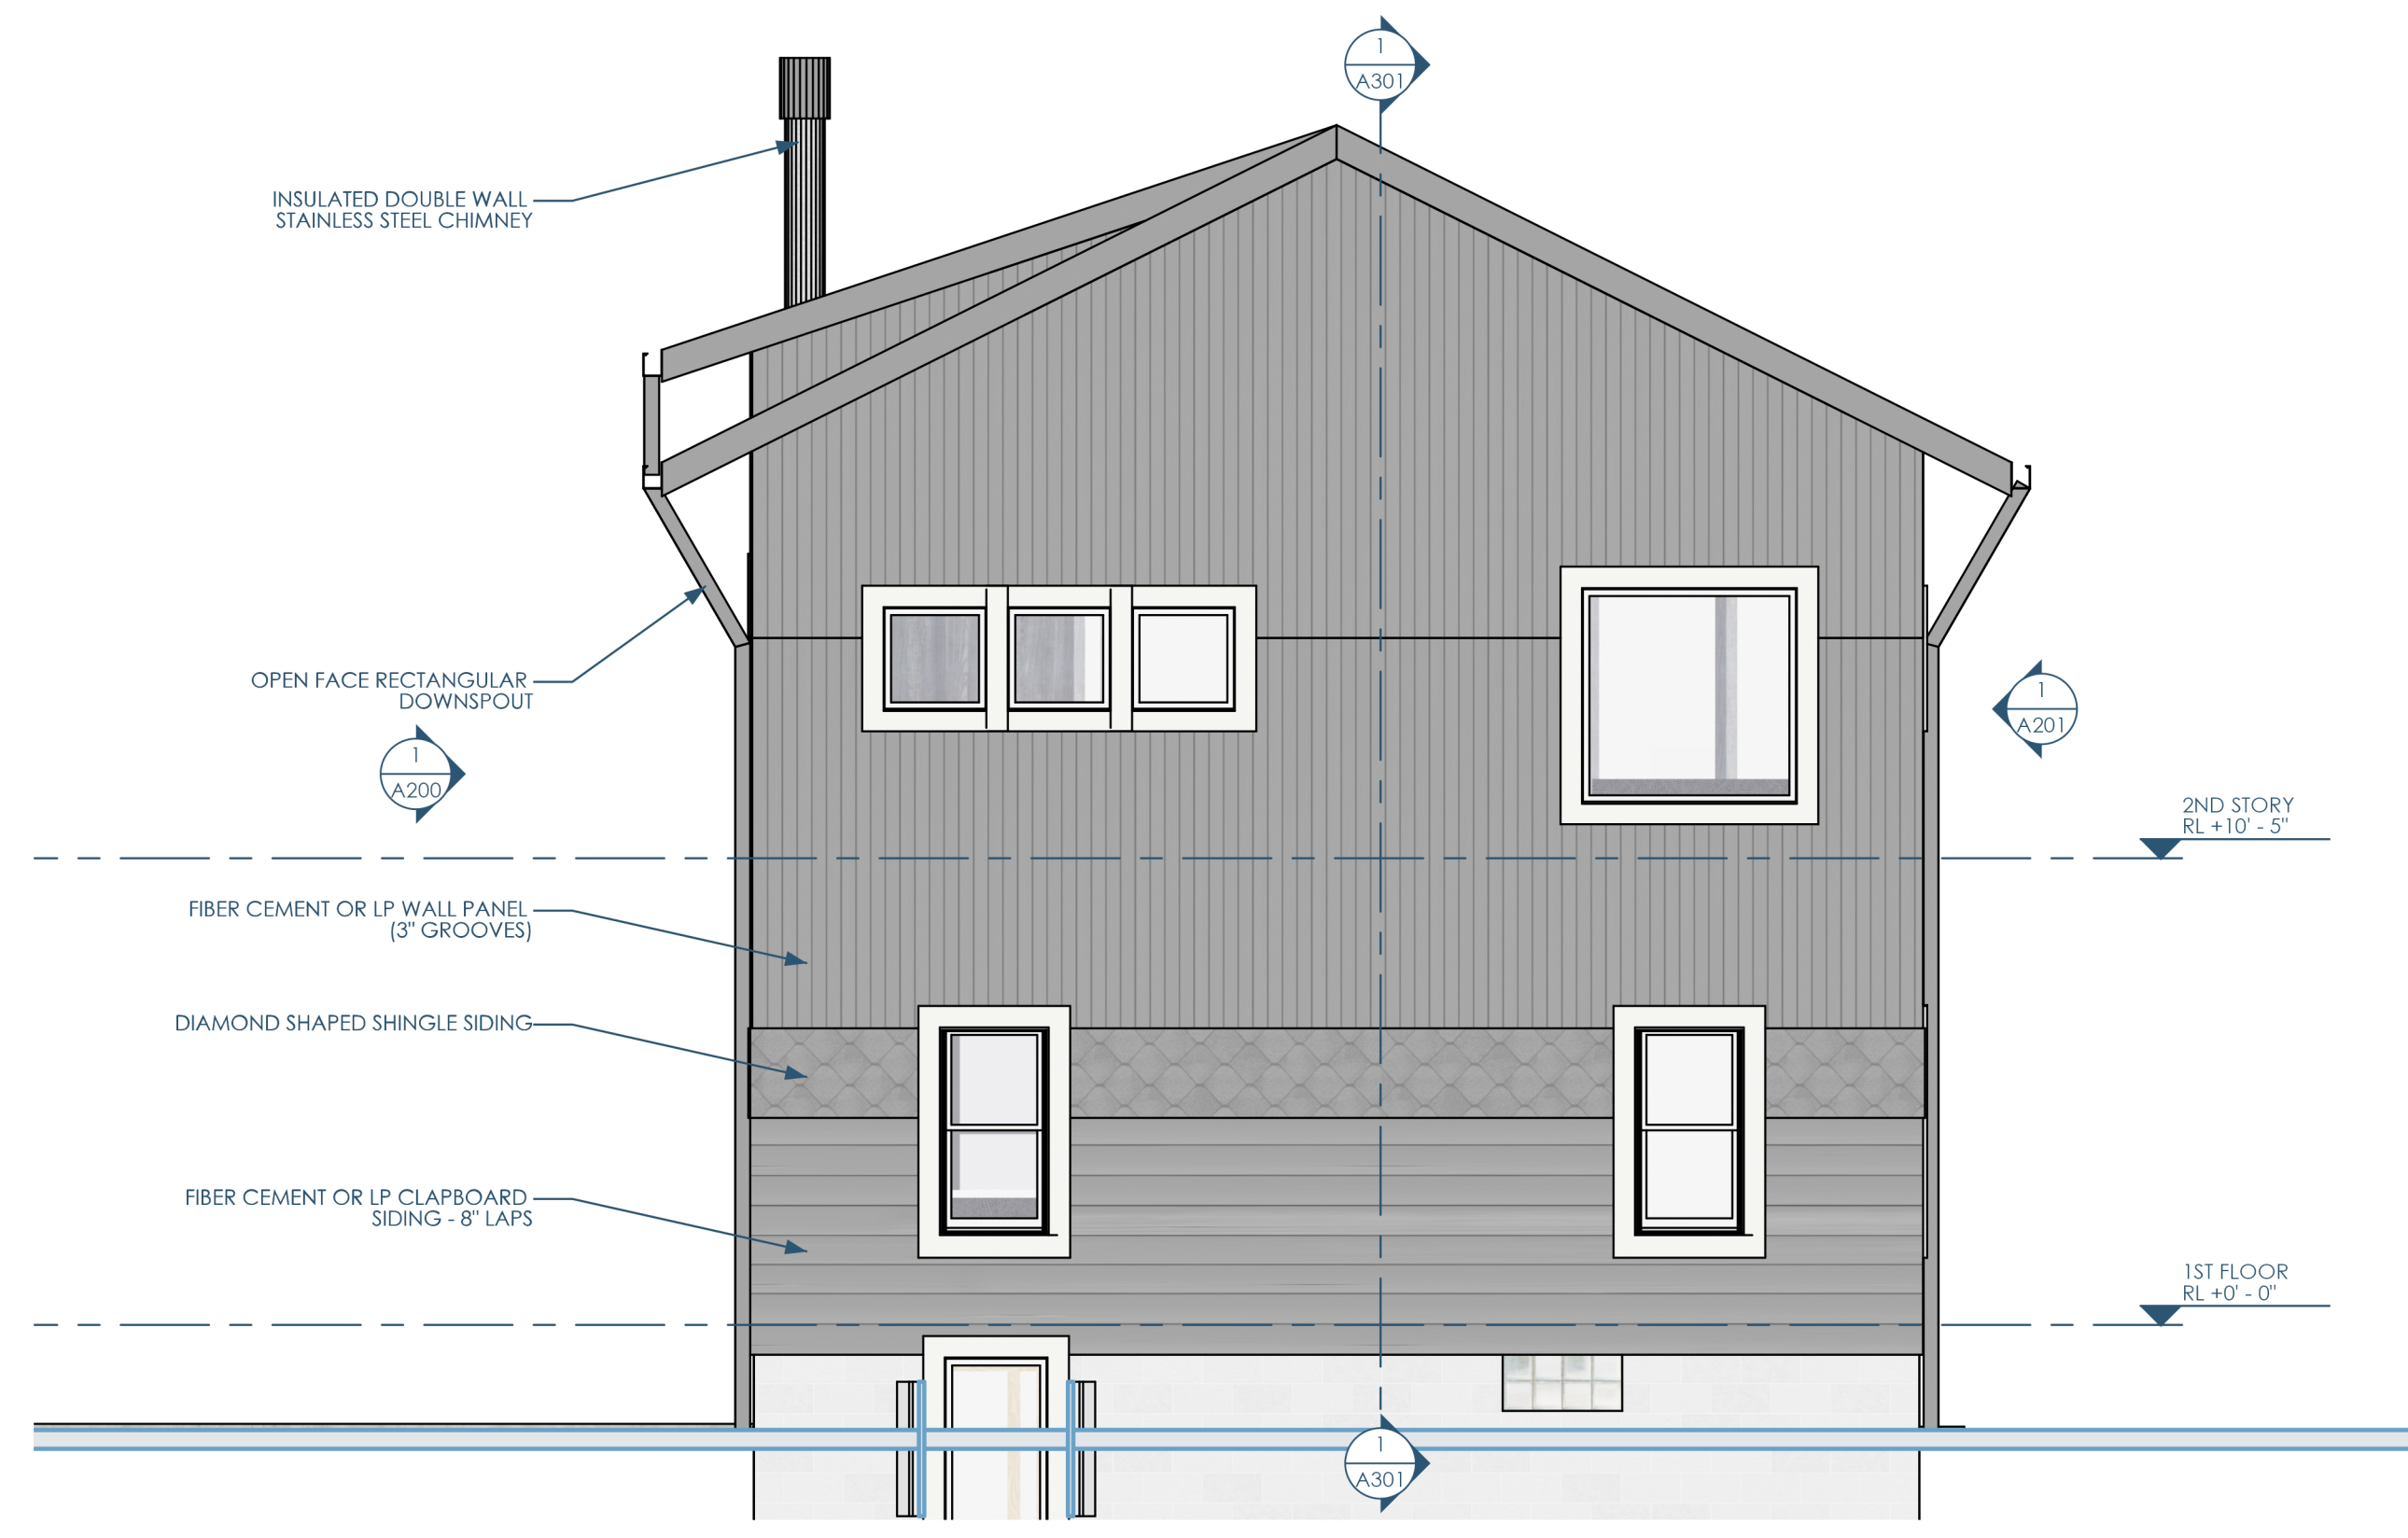 1
A301
INSULATED DOUBLE WALL
STAINLESS STEEL CHIMNEY
OPEN FACE RECTANGULAR
DOWNSPOUT
1
A201
1
A200
2ND STORY
RL +10' - 5"
FIBER CEMENT OR LP WALL PANEL
(3" GROOVES)
DIAMOND SHAPED SHINGLE SIDING
FIBER CEMENT OR LP CLAPBOARD
SIDING - 8" LAPS
1ST FLOOR
RL +0' - 0"
1
A301